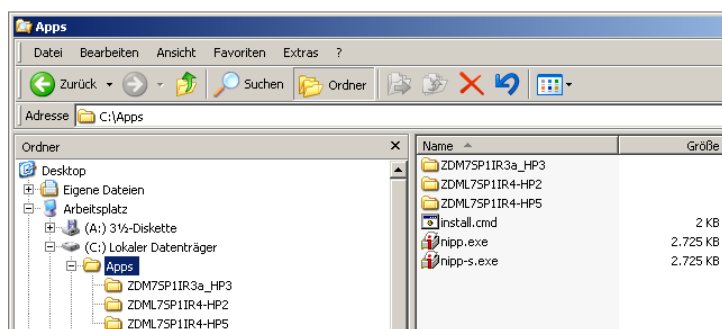 Apps
Datei Bearbeiten Ansicht Favoriten Extras ?
Zurück Suchen Ordner
Adresse C:\Apps
Ordner x
Desktop
Eigene Dateien
Arbeitsplatz
(A:) 3½-Diskette
(C:) Lokaler Datenträger
Apps
ZDM7SP1IR3a_HP3
ZDML7SP1IR4-HP2
ZDML7SP1IR4-HP5
Name Größe
ZDM7SP1IR3a_HP3
ZDML7SP1IR4-HP2
ZDML7SP1IR4-HP5
install.cmd 2 KB
nipp.exe 2.725 KB
nipp-s.exe 2.725 KB